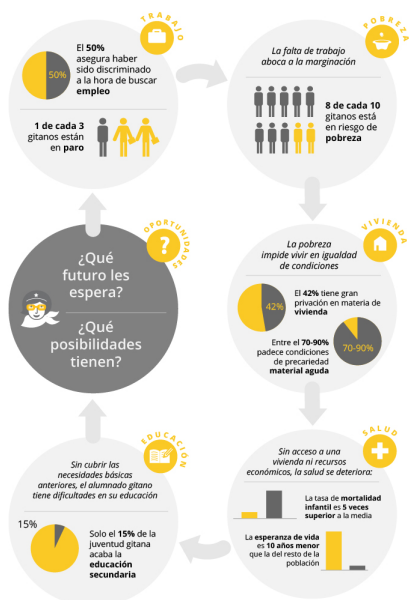 TRABAJO
El 50%
asegura haber
sido discriminado
a la hora de buscar
empleo
50%
1 de cada 3
gitanos están
en paro
POBREZA
La falta de trabajo
aboca a la marginación
8 de cada 10
gitanos está
en riesgo de
pobreza
VIVIENDA
La pobreza
impide vivir en igualdad
de condiciones
El 42% tiene gran
privación en materia de
vivienda
42%
Entre el 70-90%
padece condiciones
de precariedad
material aguda
70-90%
SALUD
Sin acceso a una
vivienda ni recursos
económicos, la salud se deteriora:
La tasa de mortalidad
infantil es 5 veces
superior a la media
La esperanza de vida
es 10 años menor
que la del resto de la
población
EDUCACIÓN
Sin cubrir las
necesidades básicas
anteriores, el alumnado gitano
tiene dificultades en su educación
15%
Solo el 15% de la
juventud gitana
acaba la
educación
secundaria
OPORTUNIDADES
?
¿Qué
futuro les
espera?
¿Qué
posibilidades
tienen?